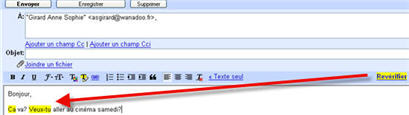 Envoyer Enregistrer Supprimer
À: "Girard Anne Sophie" <asgirard@wanadoo.fr>,
Ajouter un champ Cc | Ajouter un champ Cci
Objet:
Joindre un fichier
B I U T « Texte seul Revérifier
Bonjour,
Ca va? Veux-tu aller au cinéma samedi?